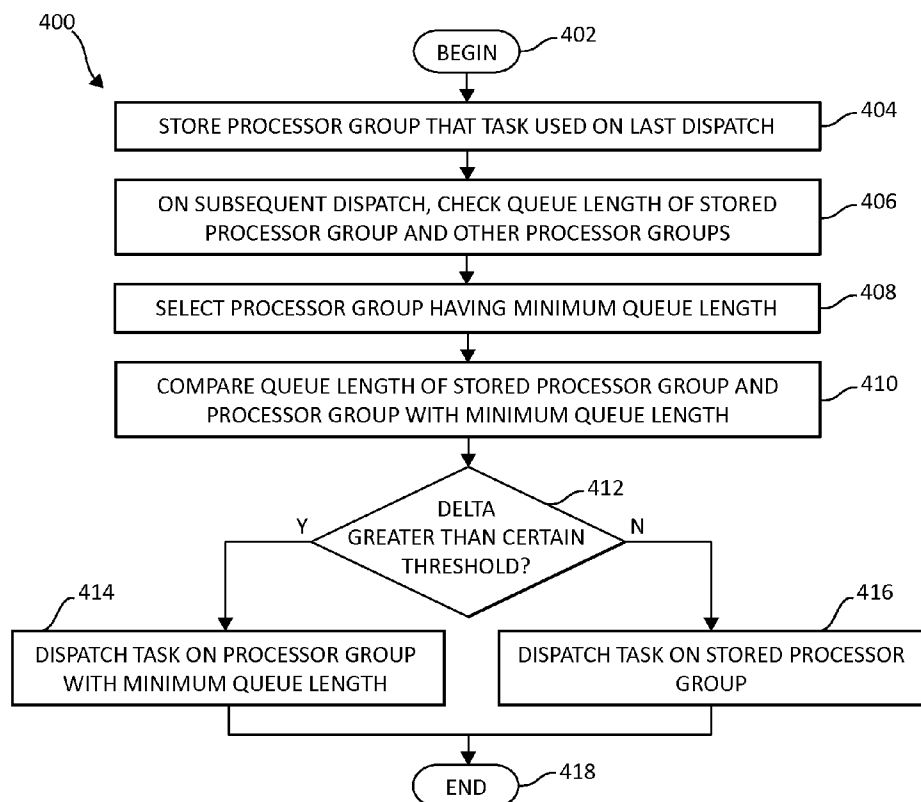 400
BEGIN
402
STORE PROCESSOR GROUP THAT TASK USED ON LAST DISPATCH
404
ON SUBSEQUENT DISPATCH, CHECK QUEUE LENGTH OF STORED
PROCESSOR GROUP AND OTHER PROCESSOR GROUPS
406
SELECT PROCESSOR GROUP HAVING MINIMUM QUEUE LENGTH
408
COMPARE QUEUE LENGTH OF STORED PROCESSOR GROUP AND
PROCESSOR GROUP WITH MINIMUM QUEUE LENGTH
410
412
DELTA
GREATER THAN CERTAIN
THRESHOLD?
Y
N
414
DISPATCH TASK ON PROCESSOR GROUP
WITH MINIMUM QUEUE LENGTH
416
DISPATCH TASK ON STORED PROCESSOR
GROUP
END
418